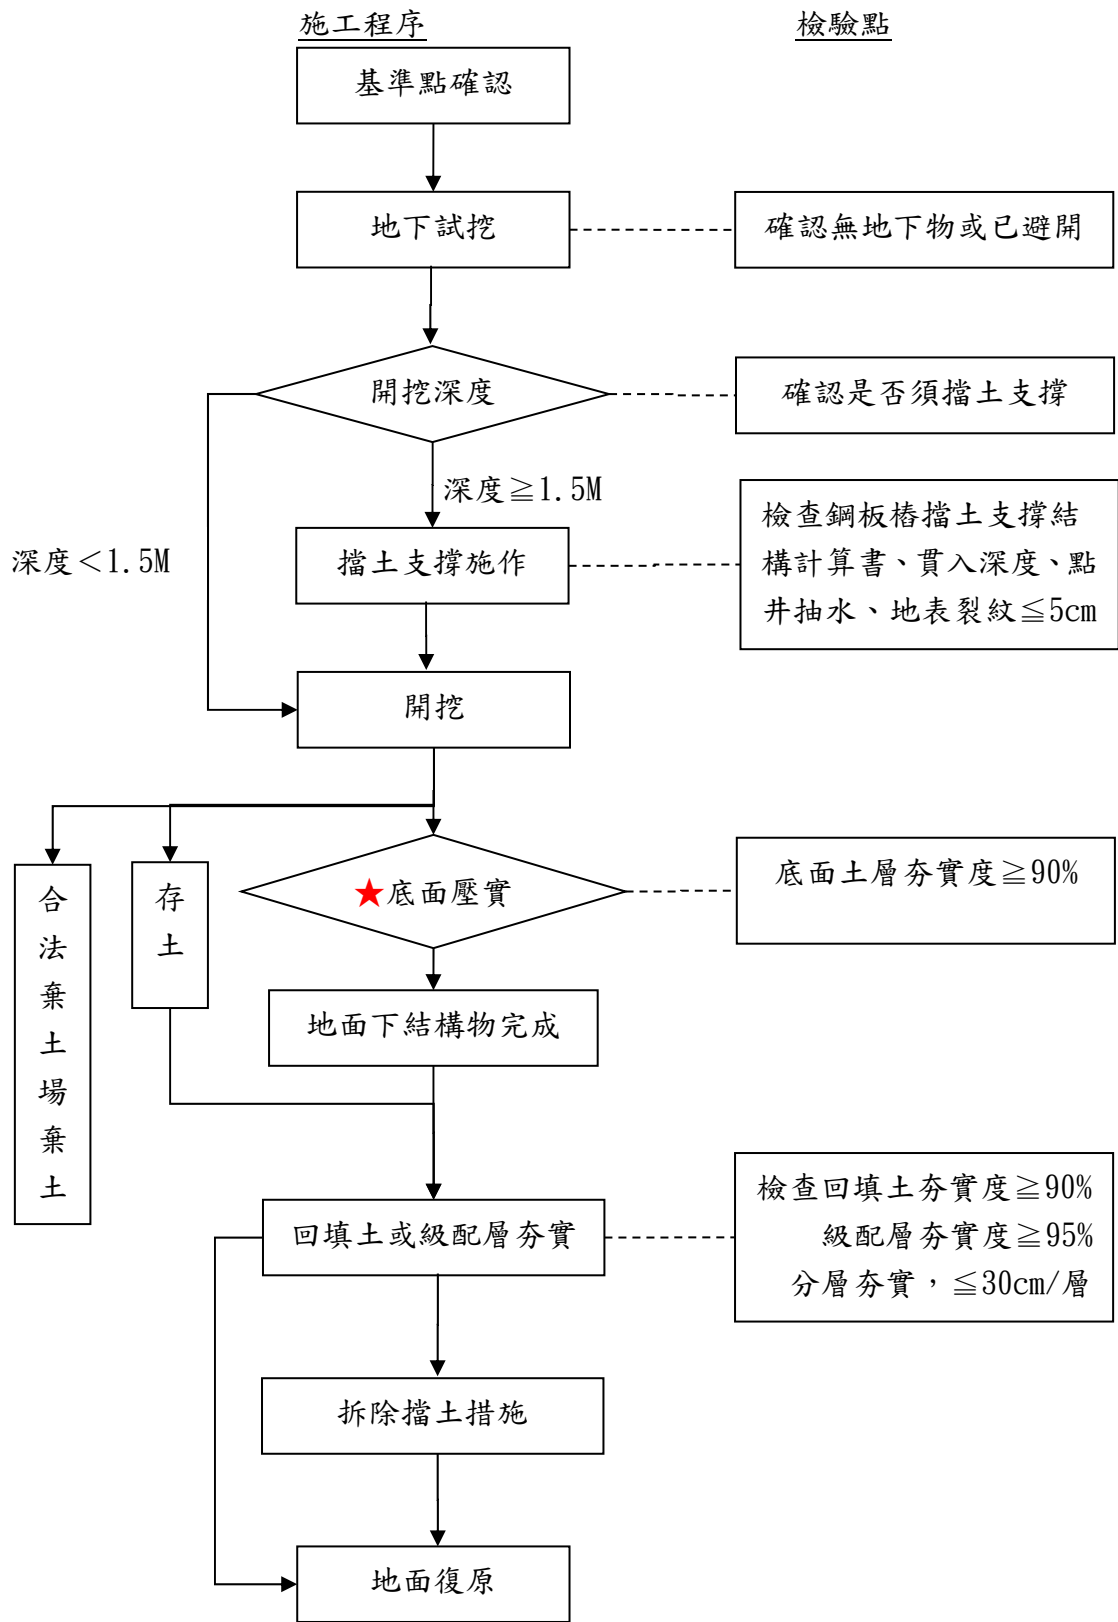 施工程序
檢驗點
基準點確認
地下試挖
確認無地下物或已避開
開挖深度
確認是否須擋土支撐
深度≧1.5M
深度＜1.5M
擋土支撐施作
檢查鋼板樁擋土支撐結
構計算書、貫入深度、點
井抽水、地表裂紋≦5cm
開挖
合法棄土場棄土
存土
★底面壓實
底面土層夯實度≧90%
地面下結構物完成
回填土或級配層夯實
檢查回填土夯實度≧90%
級配層夯實度≧95%
分層夯實，≦30cm/層
拆除擋土措施
地面復原